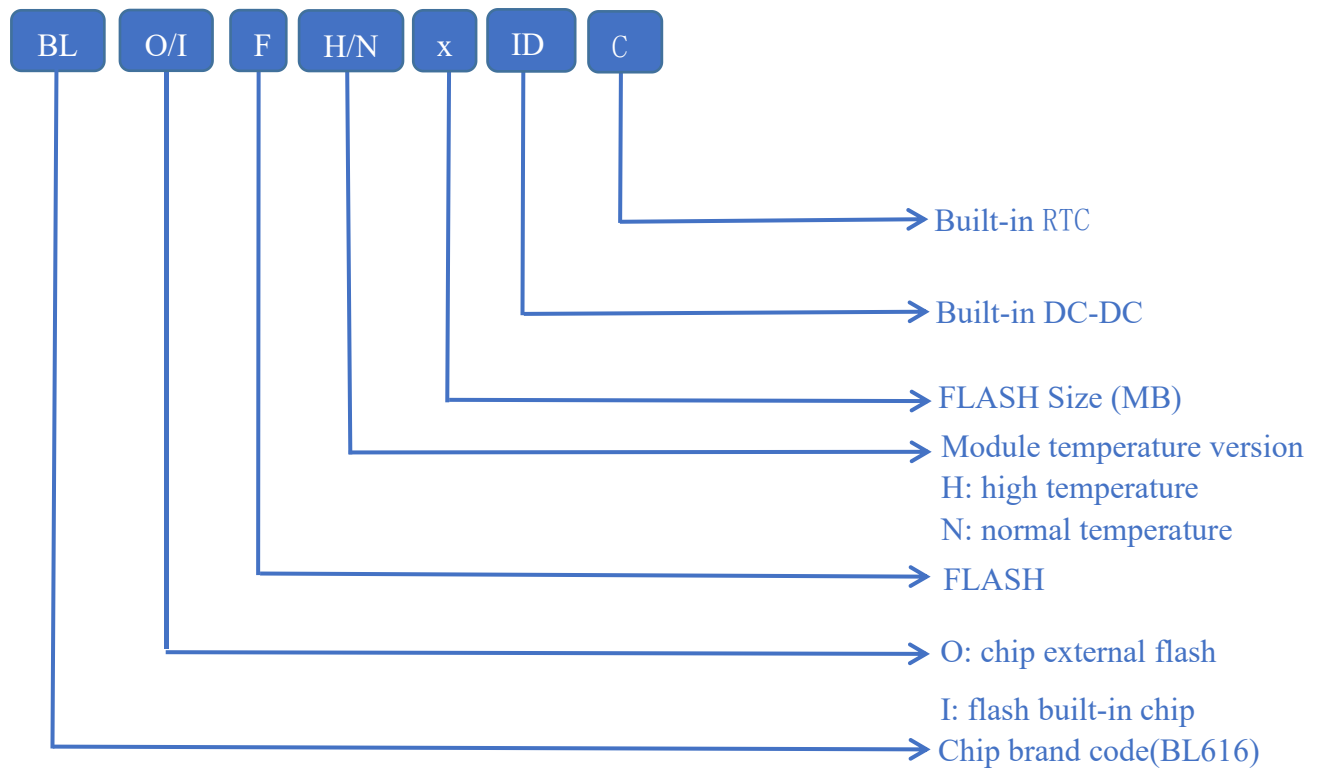 BL O/I F H/N x ID C
Built-in RTC
Built-in DC-DC
FLASH Size (MB)
Module temperature version
H: high temperature
N: normal temperature
FLASH
O: chip external flash
I: flash built-in chip
Chip brand code(BL616)